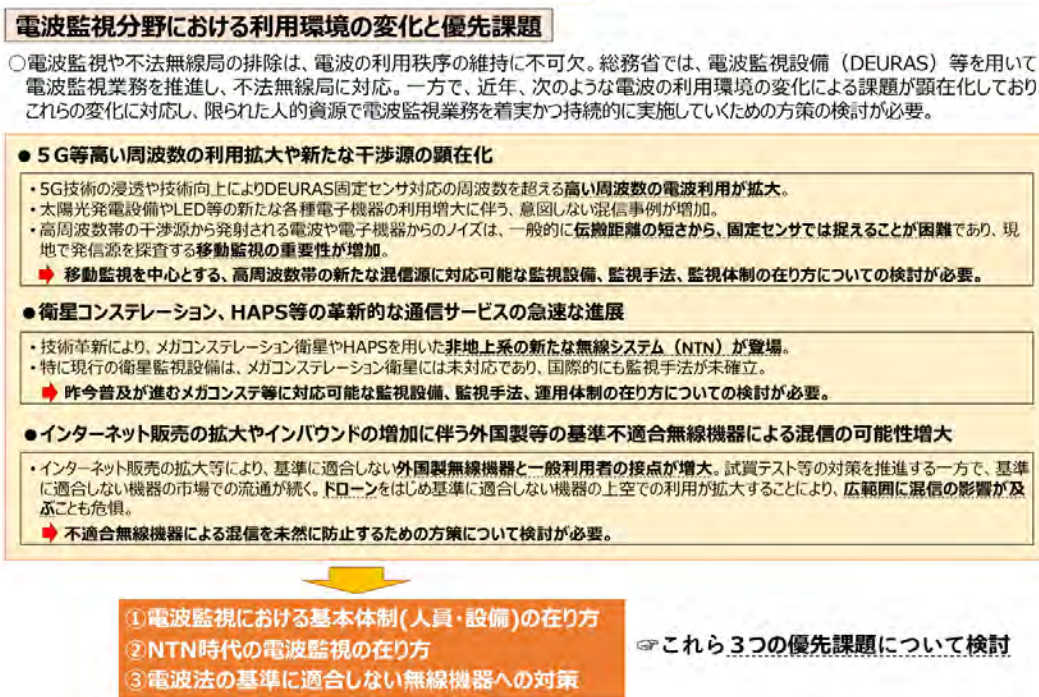 電波監視分野における利用環境の変化と優先課題
○電波監視や不法無線局の排除は、電波の利用秩序の維持に不可欠。総務省では、電波監視設備（DEURAS）等を用いて
電波監視業務を推進し、不法無線局に対応。一方で、近年、次のような電波の利用環境の変化による課題が顕在化しており
これらの変化に対応し、限られた人的資源で電波監視業務を着実かつ持続的に実施していくための方策の検討が必要。
●５G等高い周波数の利用拡大や新たな干渉源の顕在化
・5G技術の浸透や技術向上によりDEURAS固定センサ対応の周波数を超える高い周波数の電波利用が拡大。
・太陽光発電設備やLED等の新たな各種電子機器の利用増大に伴う、意図しない混信事例が増加。
・高周波数帯の干渉源から発射される電波や電子機器からのノイズは、一般的に伝搬距離の短さから、固定センサでは捉えることが困難であり、現
地で発信源を探査する移動監視の重要性が増加。
➡ 移動監視を中心とする、高周波数帯の新たな混信源に対応可能な監視設備、監視手法、監視体制の在り方についての検討が必要。
●衛星コンステレーション、HAPS等の革新的な通信サービスの急速な進展
・技術革新により、メガコンステレーション衛星やHAPSを用いた非地上系の新たな無線システム（NTN）が登場。
・特に現行の衛星監視設備は、メガコンステレーション衛星には未対応であり、国際的にも監視手法が未確立。
➡ 昨今普及が進むメガコンステ等に対応可能な監視設備、監視手法、運用体制の在り方についての検討が必要。
●インターネット販売の拡大やインバウンドの増加に伴う外国製等の基準不適合無線機器による混信の可能性増大
・インターネット販売の拡大等により、基準に適合しない外国製無線機器と一般利用者の接点が増大。試買テスト等の対策を推進する一方で、基準
に適合しない機器の市場での流通が続く。ドローンをはじめ基準に適合しない機器の上空での利用が拡大することにより、広範囲に混信の影響が及
ぶことも危惧。
➡ 不適合無線機器による混信を未然に防止するための方策について検討が必要。
①電波監視における基本体制(人員・設備)の在り方
②NTN時代の電波監視の在り方
③電波法の基準に適合しない無線機器への対策
☞これら３つの優先課題について検討